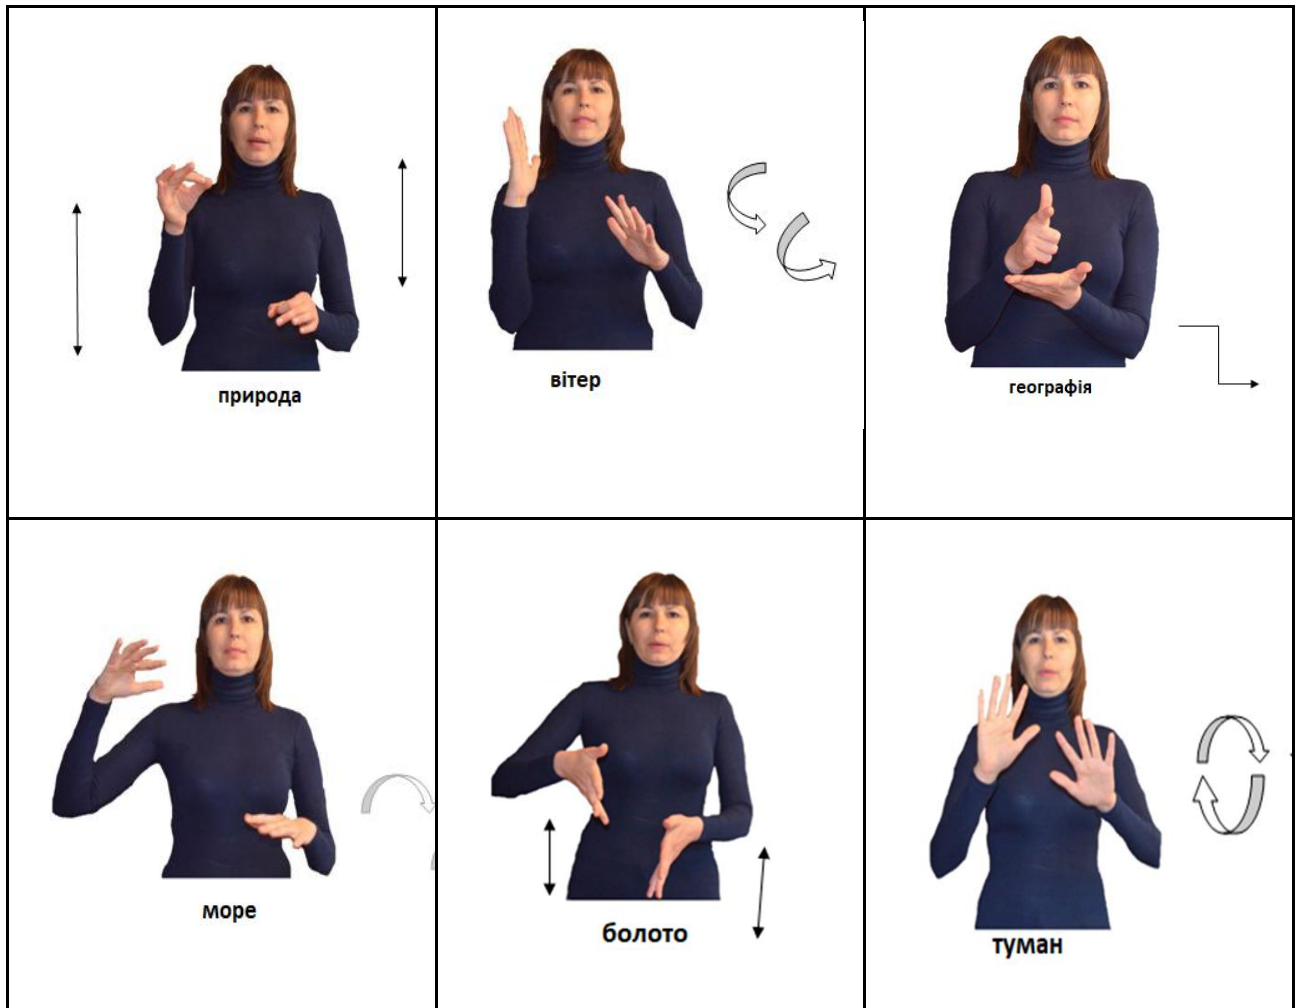 природа
вітер
географія
море
болото
туман